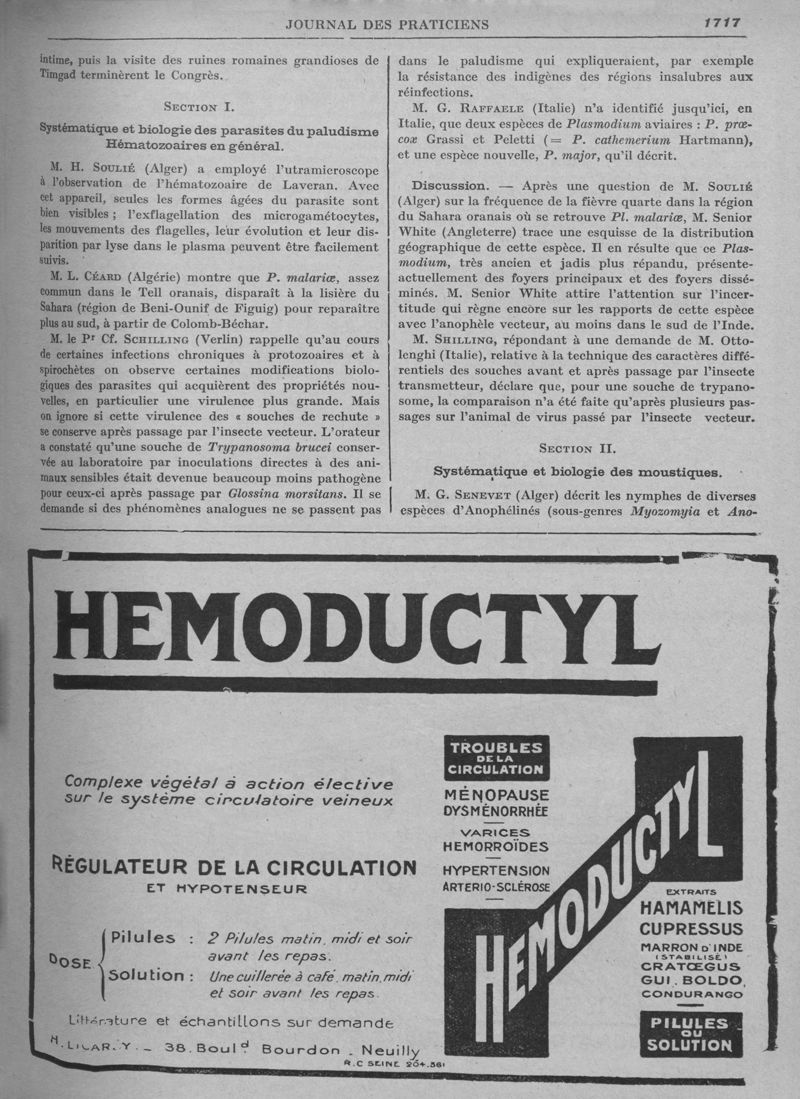 JOURNAL DES PRATICIENS 1717
intime, puis la visite des ruines romaines grandioses de
Timgad terminèrent le Congrès.
SECTION I.
Systématique et biologie des parasites du paludisme
Hématozoaires en général.
M. H. SOULIÉ (Alger) a employé l'utramicroscope
à l'observation de l'hématozoaire de Laveran. Avec
cet appareil, seules les formes âgées du parasite sont
bien visibles ; l'exflagellation des microgamétocytes,
les mouvements des flagelles, leur évolution et leur dis-
parition par lyse dans le plasma peuvent être facilement
suivis.
M. L. CÉARD (Algérie) montre que P. malariæ, assez
commun dans le Tell oranais, disparaît à la lisière du
Sahara (région de Beni-Ounif de Figuig) pour reparaître
plus au sud, à partir de Colomb-Béchar.
M. le Pr Cf. SCHILLING (Verlin) rappelle qu'au cours
de certaines infections chroniques à protozoaires et à
spirochètes on observe certaines modifications biolo-
giques des parasites qui acquièrent des propriétés nou-
velles, en particulier une virulence plus grande. Mais
on ignore si cette virulence des « souches de rechute »
se conserve après passage par l'insecte vecteur. L'orateur
a constaté qu'une souche de Trypanosoma brucei conser-
vée au laboratoire par inoculations directes à des ani-
maux sensibles était devenue beaucoup moins pathogène
pour ceux-ci après passage par Glossina morsitans. Il se
demande si des phénomènes analogues ne se passent pas
dans le paludisme qui expliqueraient, par exemple
la résistance des indigènes des régions insalubres aux
réinfections.
M. G. RAFFAELE (Italie) n'a identifié jusqu'ici, en
Italie, que deux espèces de Plasmodium aviaires : P. præ-
cox Grassi et Peletti (= P. cathemerium Hartmann),
et une espèce nouvelle, P. major, qu'il décrit.
Discussion. — Après une question de M. SOULIÉ
(Alger) sur la fréquence de la fièvre quarte dans la région
du Sahara oranais où se retrouve Pl. malariæ, M. Senior
White (Angleterre) trace une esquisse de la distribution
géographique de cette espèce. Il en résulte que ce Plas-
modium, très ancien et jadis plus répandu, présente-
actuellement des foyers principaux et des foyers dissé-
minés. M. Senior White attire l'attention sur l'incer-
titude qui règne encore sur les rapports de cette espèce
avec l'anophèle vecteur, au moins dans le sud de l'Inde.
M. SHILLING, répondant à une demande de M. Otto-
lenghi (Italie), relative à la technique des caractères diffé-
rentiels des souches avant et après passage par l'insecte
transmetteur, déclare que, pour une souche de trypano-
some, la comparaison n'a été faite qu'après plusieurs pas-
sages sur l'animal de virus passé par l'insecte vecteur.
SECTION II.
Systématique et biologie des moustiques.
M. G. SENEVET (Alger) décrit les nymphes de diverses
espèces d'Anophélinés (sous-genres Myozomyia et Ano-
HEMODUCTYL
Complexe végétal à action élective
sur le système circulatoire veineux
RÉGULATEUR DE LA CIRCULATION
ET HYPOTENSEUR
DOSE
Pilules : 2 Pilules matin, midi et soir
avant les repas.
Solution : Une cuillerée à café, matin, midi
et soir avant les repas.
Littérature et échantillons sur demande
38. Bould Bourdon _ Neuilly
R.C SEINE
TROUBLES
DE LA
CIRCULATION
MÉNOPAUSE
DYSMÉNORRHÉE
VARICES
HEMORROÏDES
HYPERTENSION
ARTERIO-SCLÉROSE
HEMODUCTYL
EXTRAITS
HAMAMELIS
CUPRESSUS
MARRON D'INDE
(STABILISÉ)
CRATŒGUS
GUI. BOLDO,
CONDURANGO
PILULES
OU
SOLUTION